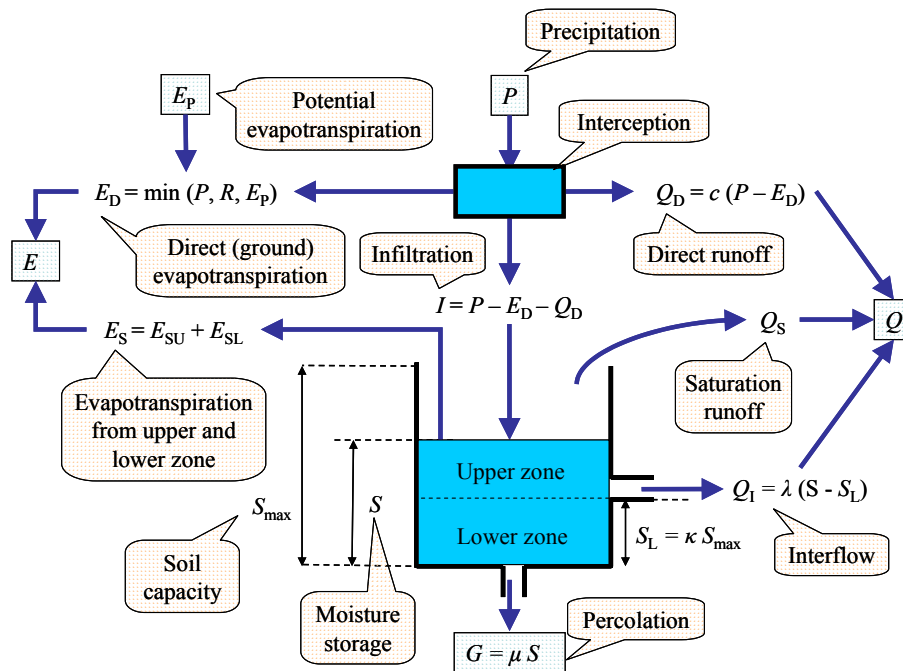 Precipitation
E_P
Potential
evapotranspiration
P
Interception
E_D = min (P, R, E_P)
Q_D = c (P – E_D)
E
Direct (ground)
evapotranspiration
Infiltration
Direct runoff
I = P – E_D – Q_D
E_S = E_SU + E_SL
Q_S
Q
Evapotranspiration
from upper and
lower zone
Saturation
runoff
Upper zone
S_max
S
Q_I = λ (S - S_L)
Lower zone
S_L = κ S_max
Soil
capacity
Interflow
Moisture
storage
Percolation
G = μ S